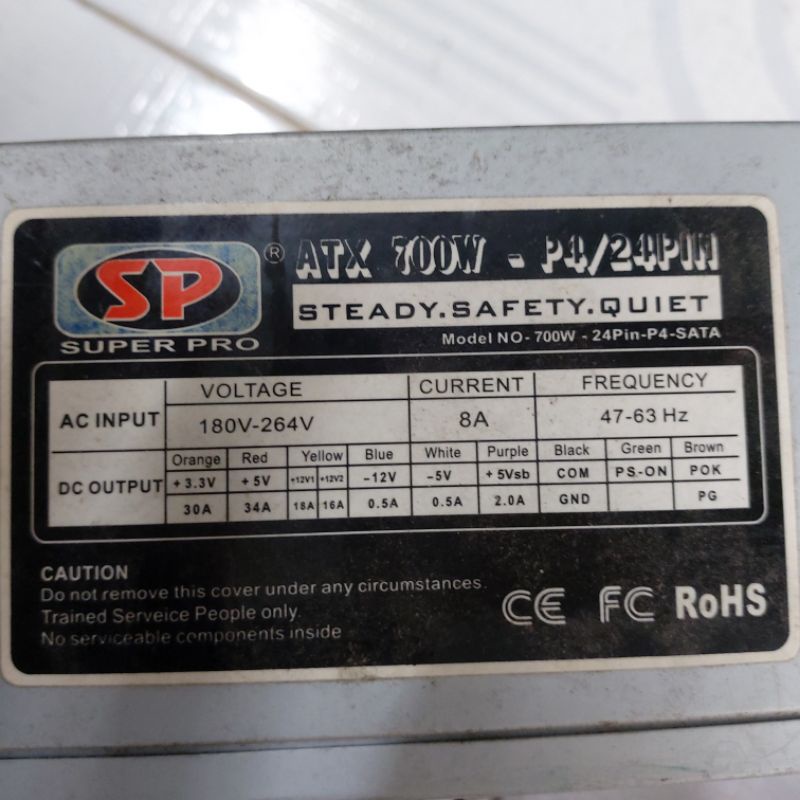 SP ® ATX 700W - P4/24PIN
STEADY.SAFETY.QUIET
SUPER PRO Model NO- 700W - 24Pin-P4-SATA
VOLTAGE CURRENT FREQUENCY
AC INPUT 180V-264V 8A 47-63 Hz
Orange Red Yellow Blue White Purple Black Green Brown
DC OUTPUT +3.3V +5V +12V1 +12V2 -12V -5V +5Vsb COM PS-ON POK
30A 34A 18A 16A 0.5A 0.5A 2.0A GND PG
CAUTION
Do not remove this cover under any circumstances.
Trained Serveice People only.
No serviceable components inside
CE FC RoHS